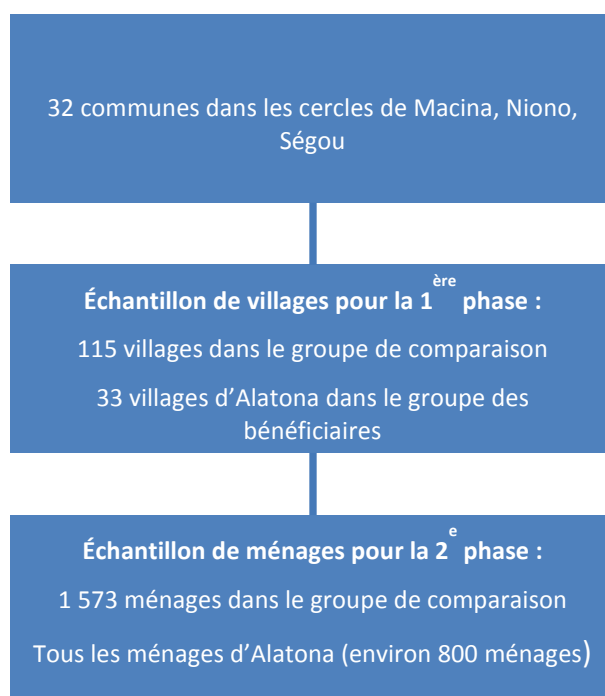 32 communes dans les cercles de Macina, Niono,
Ségou
Échantillon de villages pour la 1ère phase :
115 villages dans le groupe de comparaison
33 villages d’Alatona dans le groupe des
bénéficiaires
Échantillon de ménages pour la 2e phase :
1 573 ménages dans le groupe de comparaison
Tous les ménages d’Alatona (environ 800 ménages)